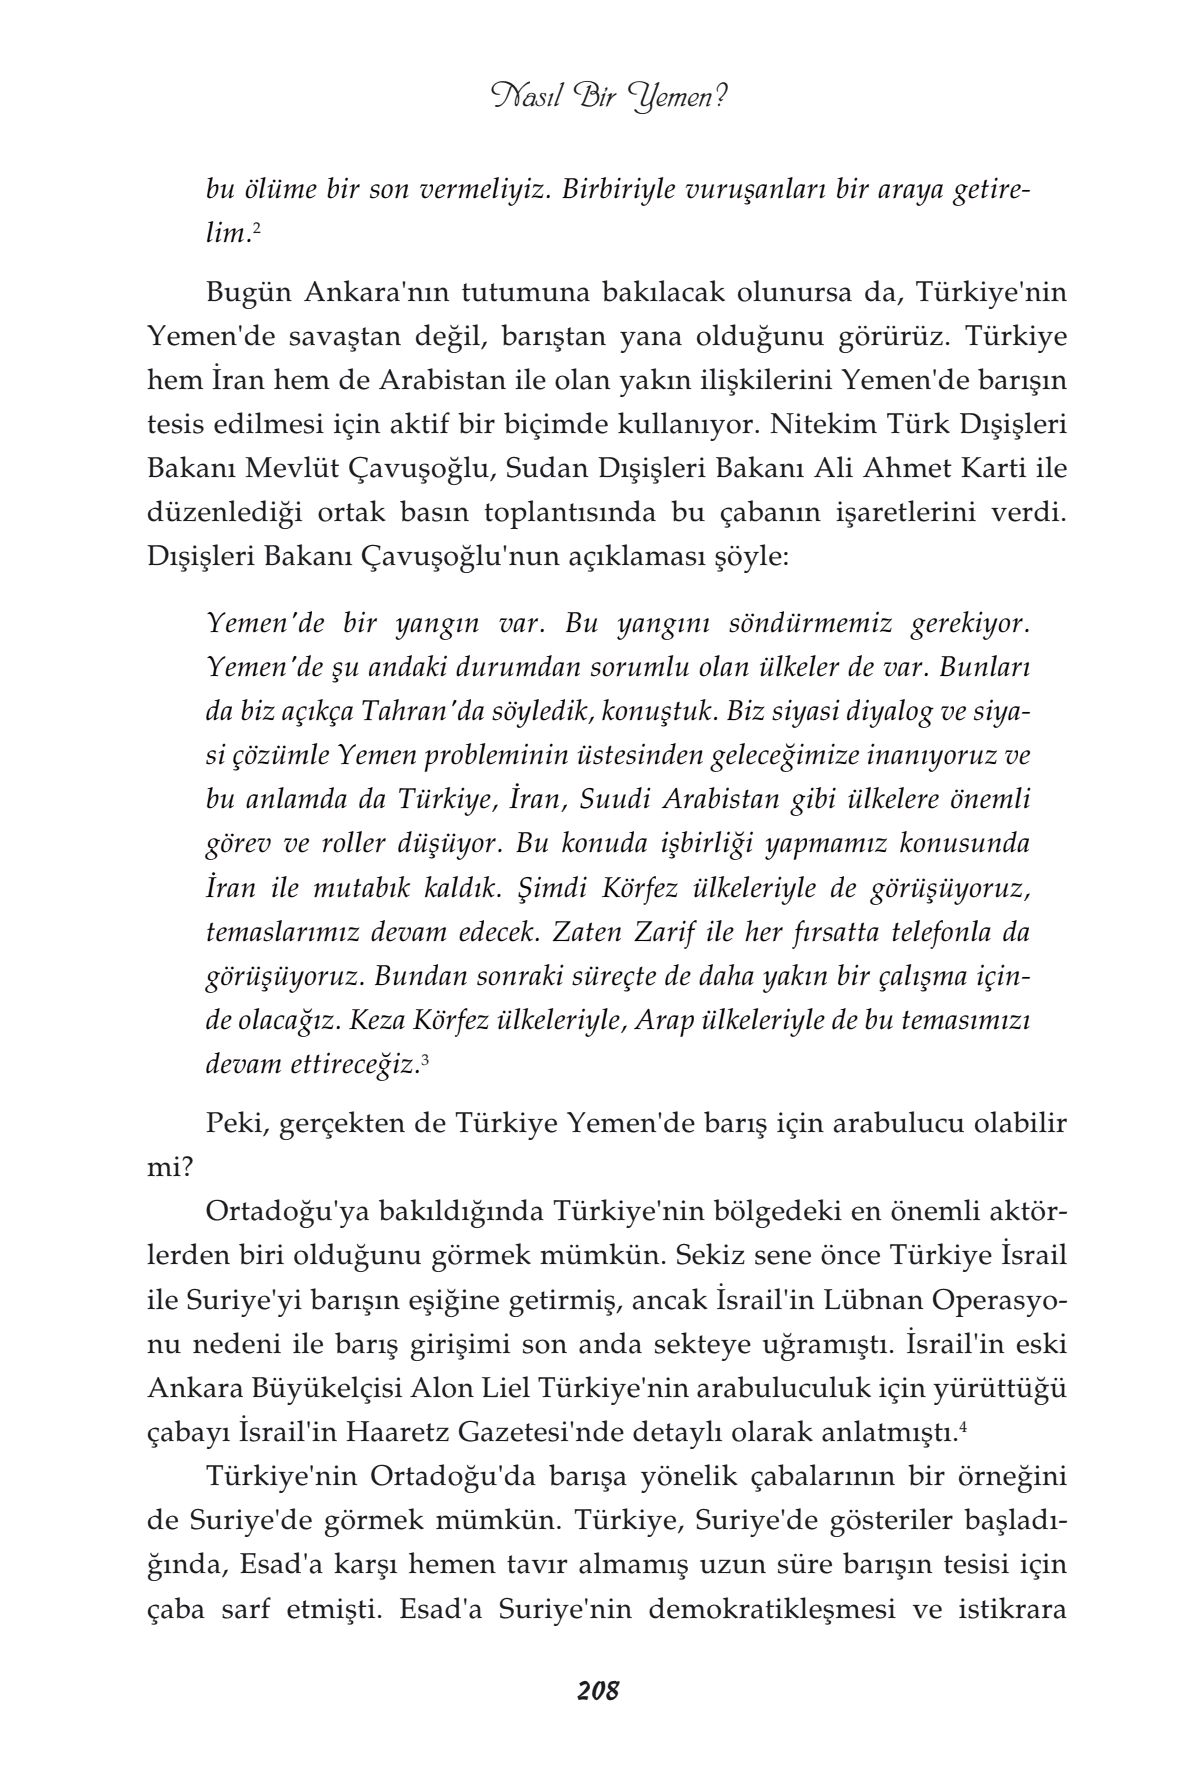 Nasıl Bir Yemen?
bu ölüme bir son vermeliyiz. Birbiriyle vuruşanları bir araya getire-
lim.²
Bugün Ankara'nın tutumuna bakılacak olunursa da, Türkiye'nin
Yemen'de savaştan değil, barıştan yana olduğunu görürüz. Türkiye
hem İran hem de Arabistan ile olan yakın ilişkilerini Yemen'de barışın
tesis edilmesi için aktif bir biçimde kullanıyor. Nitekim Türk Dışişleri
Bakanı Mevlüt Çavuşoğlu, Sudan Dışişleri Bakanı Ali Ahmet Karti ile
düzenlediği ortak basın toplantısında bu çabanın işaretlerini verdi.
Dışişleri Bakanı Çavuşoğlu'nun açıklaması şöyle:
Yemen'de bir yangın var. Bu yangını söndürmemiz gerekiyor.
Yemen'de şu andaki durumdan sorumlu olan ülkeler de var. Bunları
da biz açıkça Tahran'da söyledik, konuştuk. Biz siyasi diyalog ve siya-
si çözümle Yemen probleminin üstesinden geleceğimize inanıyoruz ve
bu anlamda da Türkiye, İran, Suudi Arabistan gibi ülkelere önemli
görev ve roller düşüyor. Bu konuda işbirliği yapmamız konusunda
İran ile mutabık kaldık. Şimdi Körfez ülkeleriyle de görüşüyoruz,
temaslarımız devam edecek. Zaten Zarif ile her fırsatta telefonla da
görüşüyoruz. Bundan sonraki süreçte de daha yakın bir çalışma için-
de olacağız. Keza Körfez ülkeleriyle, Arap ülkeleriyle de bu temasımızı
devam ettireceğiz.³
Peki, gerçekten de Türkiye Yemen'de barış için arabulucu olabilir
mi?
Ortadoğu'ya bakıldığında Türkiye'nin bölgedeki en önemli aktör-
lerden biri olduğunu görmek mümkün. Sekiz sene önce Türkiye İsrail
ile Suriye'yi barışın eşiğine getirmiş, ancak İsrail'in Lübnan Operasyo-
nu nedeni ile barış girişimi son anda sekteye uğramıştı. İsrail'in eski
Ankara Büyükelçisi Alon Liel Türkiye'nin arabuluculuk için yürüttüğü
çabayı İsrail'in Haaretz Gazetesi'nde detaylı olarak anlatmıştı.⁴
Türkiye'nin Ortadoğu'da barışa yönelik çabalarının bir örneğini
de Suriye'de görmek mümkün. Türkiye, Suriye'de gösteriler başladı-
ğında, Esad'a karşı hemen tavır almamış uzun süre barışın tesisi için
çaba sarf etmişti. Esad'a Suriye'nin demokratikleşmesi ve istikrara
208